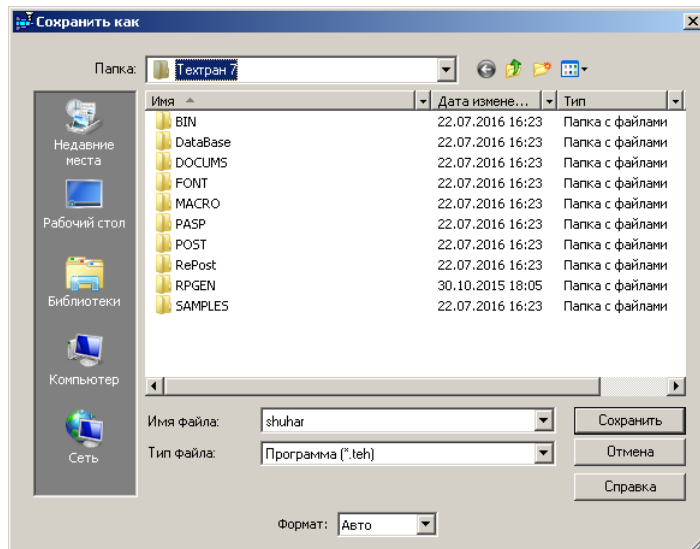 Сохранить как
Папка: Техтран 7
Имя Дата измене... Тип
BIN 22.07.2016 16:23 Папка с файлами
DataBase 22.07.2016 16:23 Папка с файлами
DOCUMS 22.07.2016 16:23 Папка с файлами
FONT 22.07.2016 16:23 Папка с файлами
MACRO 22.07.2016 16:23 Папка с файлами
PASP 22.07.2016 16:23 Папка с файлами
POST 22.07.2016 16:23 Папка с файлами
RePost 22.07.2016 16:23 Папка с файлами
RPGEN 30.10.2015 18:05 Папка с файлами
SAMPLES 22.07.2016 16:23 Папка с файлами
Недавние
места
Рабочий стол
Библиотеки
Компьютер
Сеть
Имя файла: shuhar Сохранить
Тип файла: Программа (*.teh) Отмена
Справка
Формат: Авто